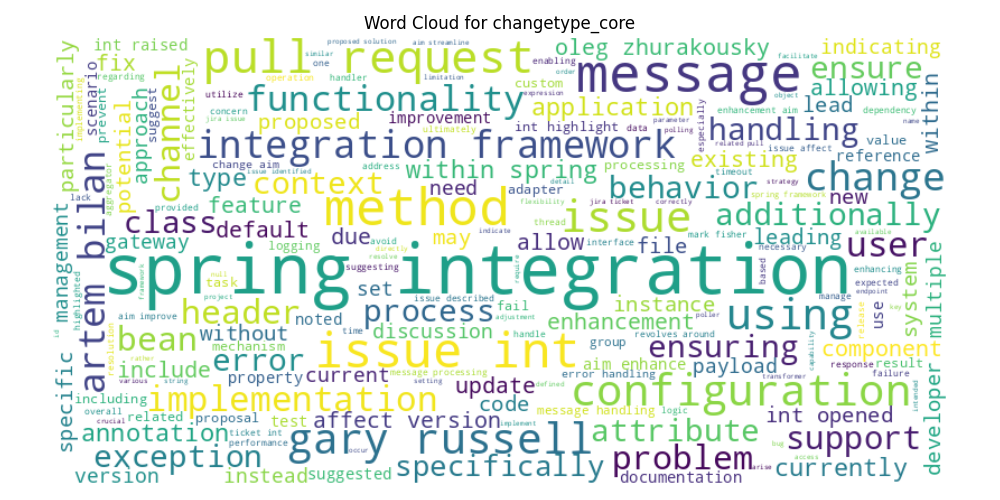 Word Cloud for changetype_core
int raised
fix
particularly
scenario
prevent
regarding
implementing
effectively
pull request
similar
one
proposed solution
aim streamline
handler
operation
limitation
enabling
order
oleg zhurakousky
facilitate
indicating
message
ensure
allowing
within
channel
suggest
approach
potential
utilize
expression
custom
object
functionality
application
enhancement aim
lead
dependency
concern
jira issue
proposed
improvement
ultimately
int highlight
data
parameter
polling
especially
related pull
issue affect
name
handling
value
integration framework
existing
reference
change aim
issue identified
address
within spring
processing
timeout
strategy
change
lack
aggregator
type
context
need
adapter
detail
flexibility
jira ticket
correctly
behavior
spring framework
necessary
new
provided
feature
method
issue
additionally
available
management
highlighted
class
default
due
may
avoid
directly
resolve
thread
indicate
allow
interface
file
mark fisher
leading
user
based
enhancing
gateway
logging
suggesting
require
expected
endpoint
artem bilan
spring integration
framework
null
task
project
set
issue described
manage
header
process
fail
adjustment
instance
using
release
key
use
system
multiple
id
aim improve
noted
time
discussion
enhancement
poller
revolves around
bean
without
mechanism
handle
group
ensuring
capability
component
resolution
rather
include
error
issue int
aim enhance
response
result
specific
various
string
property
current
message processing
setting
error handling
payload
transformer
failure
including
implementation
update
defined
configuration
intended
developer
overall
crucial
related
proposal
test
affect version
code
implement
message handling
logic
int opened
annotation
ticket int
performance
occur
gary russell
attribute
bug
support
exception
specifically
problem
arise
access
currently
version
instead
suggested
documentation